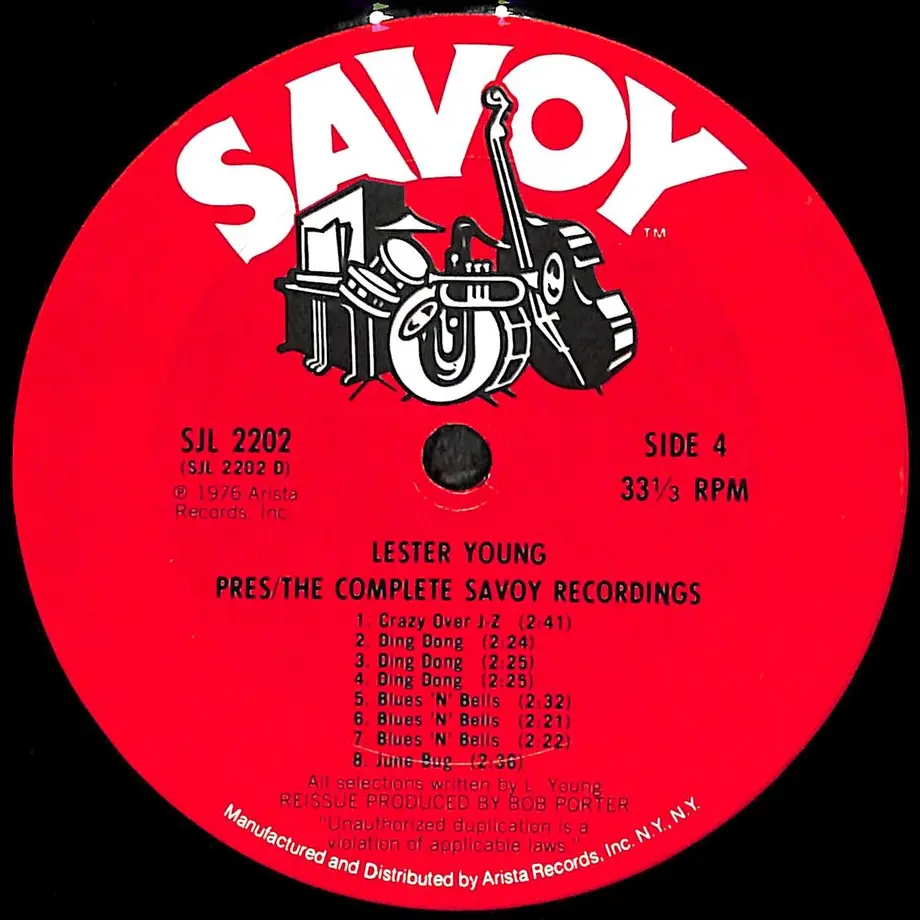 SAVOY
TM
SJL 2202
(SJL 2202 D)
℗ 1976 Arista
Records, Inc.
SIDE 4
33⅓ RPM
LESTER YOUNG
PRES/THE COMPLETE SAVOY RECORDINGS
1. Crazy Over J-Z (2:41)
2. Ding Dong (2:24)
3. Ding Dong (2:25)
4. Ding Dong (2:25)
5. Blues 'N' Bells (2:32)
6. Blues 'N' Bells (2:21)
7. Blues 'N' Bells (2:22)
8. June Bug (2:36)
All selections written by L. Young
REISSUE PRODUCED BY BOB PORTER
"Unauthorized duplication is a
violation of applicable laws."
Manufactured and Distributed by Arista Records, Inc. N.Y., N.Y.